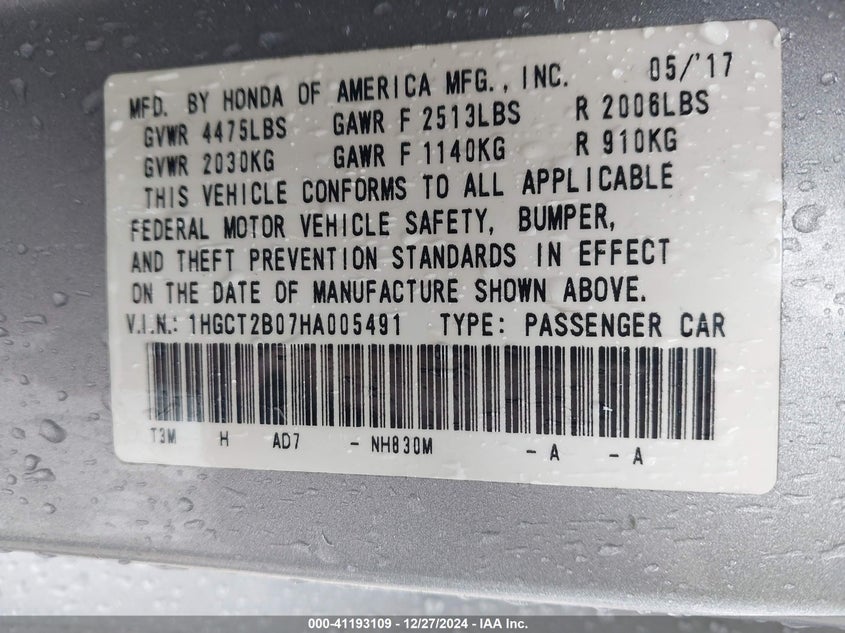 MFD. BY HONDA OF AMERICA MFG., INC. 05/'17
GVWR 4475LBS GAWR F 2513LBS R 2006LBS
GVWR 2030KG GAWR F 1140KG R 910KG
THIS VEHICLE CONFORMS TO ALL APPLICABLE
FEDERAL MOTOR VEHICLE SAFETY, BUMPER,
AND THEFT PREVENTION STANDARDS IN EFFECT
ON THE DATE OF MANUFACTURE SHOWN ABOVE.
V.I.N.: 1HGCT2B07HA005491 TYPE: PASSENGER CAR
T3M H AD7 - NH830M - A - A
000-41193109 - 12/27/2024 - IAA Inc.